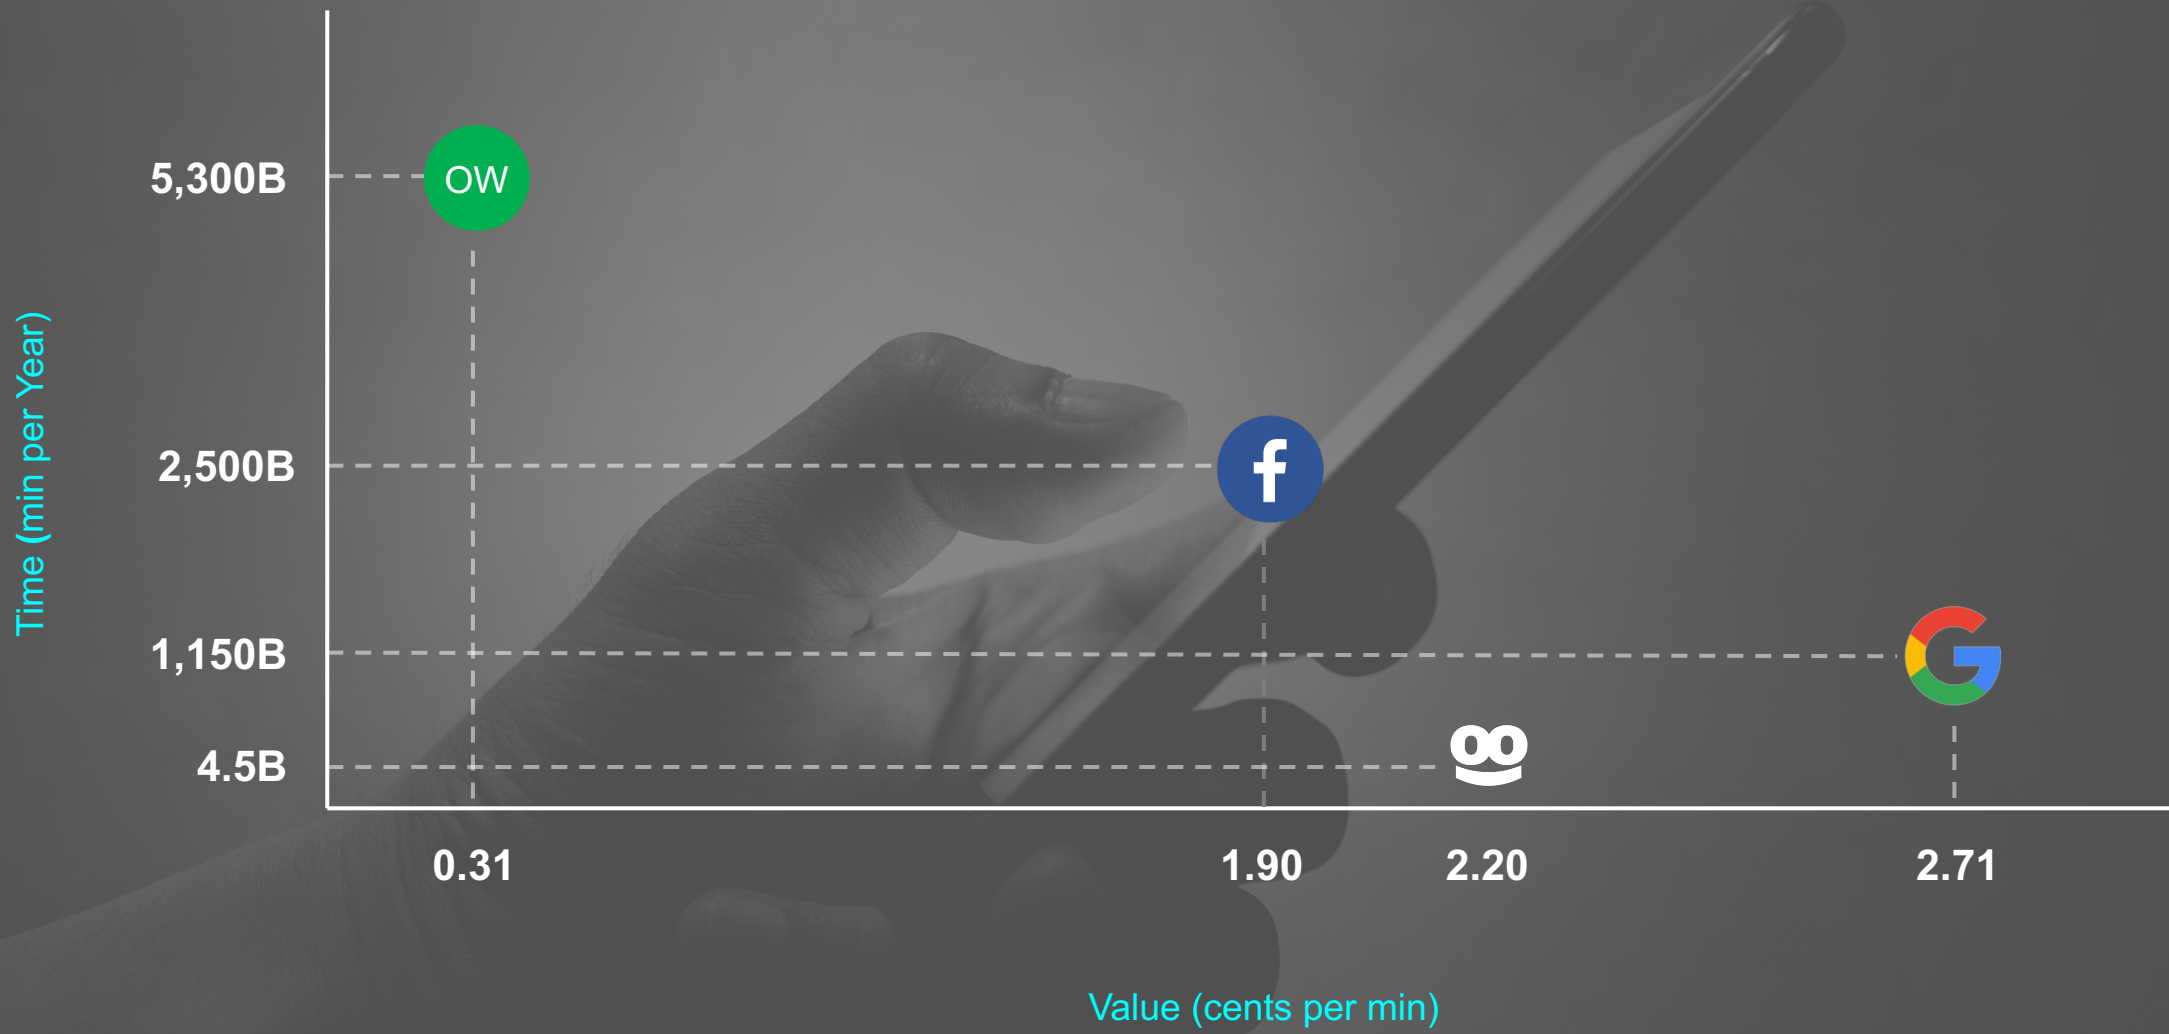 5,300B
OW
2,500B
f
1,150B
G
4.5B
0.31
1.90
2.20
2.71
Time (min per Year)
Value (cents per min)